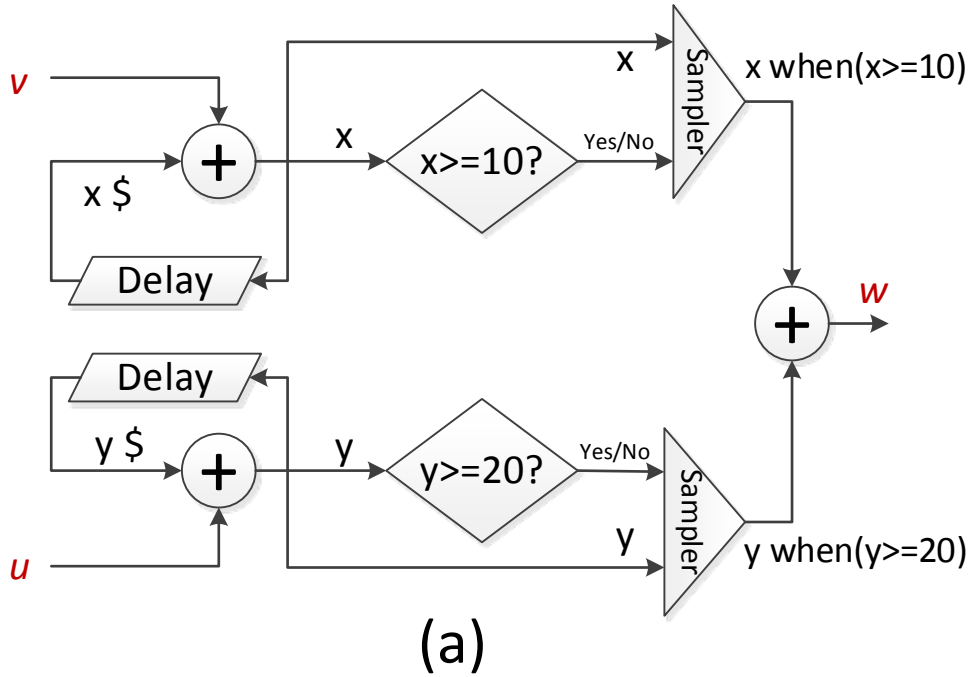 x
Sampler
x when(x>=10)
v
+
x
x>=10?
Yes/No
x $
Delay
w
+
Delay
y $
+
y
y>=20?
Yes/No
Sampler
y
y when(y>=20)
u
(a)